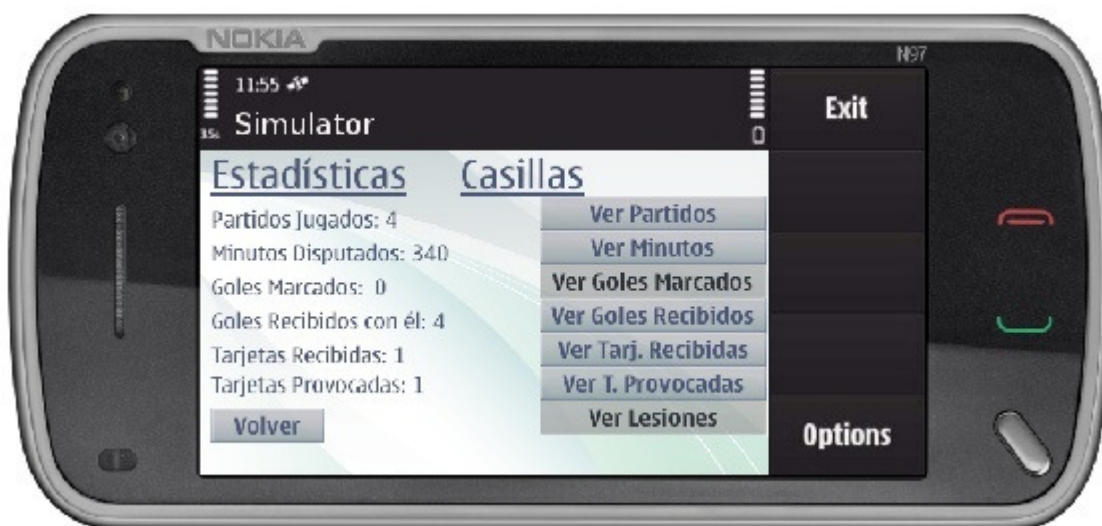 NOKIA
N97
11:55
Simulator
Exit
Estadísticas Casillas
Partidos Jugados: 4
Ver Partidos
Minutos Disputados: 340
Ver Minutos
Goles Marcados: 0
Ver Goles Marcados
Goles Recibidos con él: 4
Ver Goles Recibidos
Tarjetas Recibidas: 1
Ver Tarj. Recibidas
Tarjetas Provocadas: 1
Ver T. Provocadas
Volver
Ver Lesiones
Options